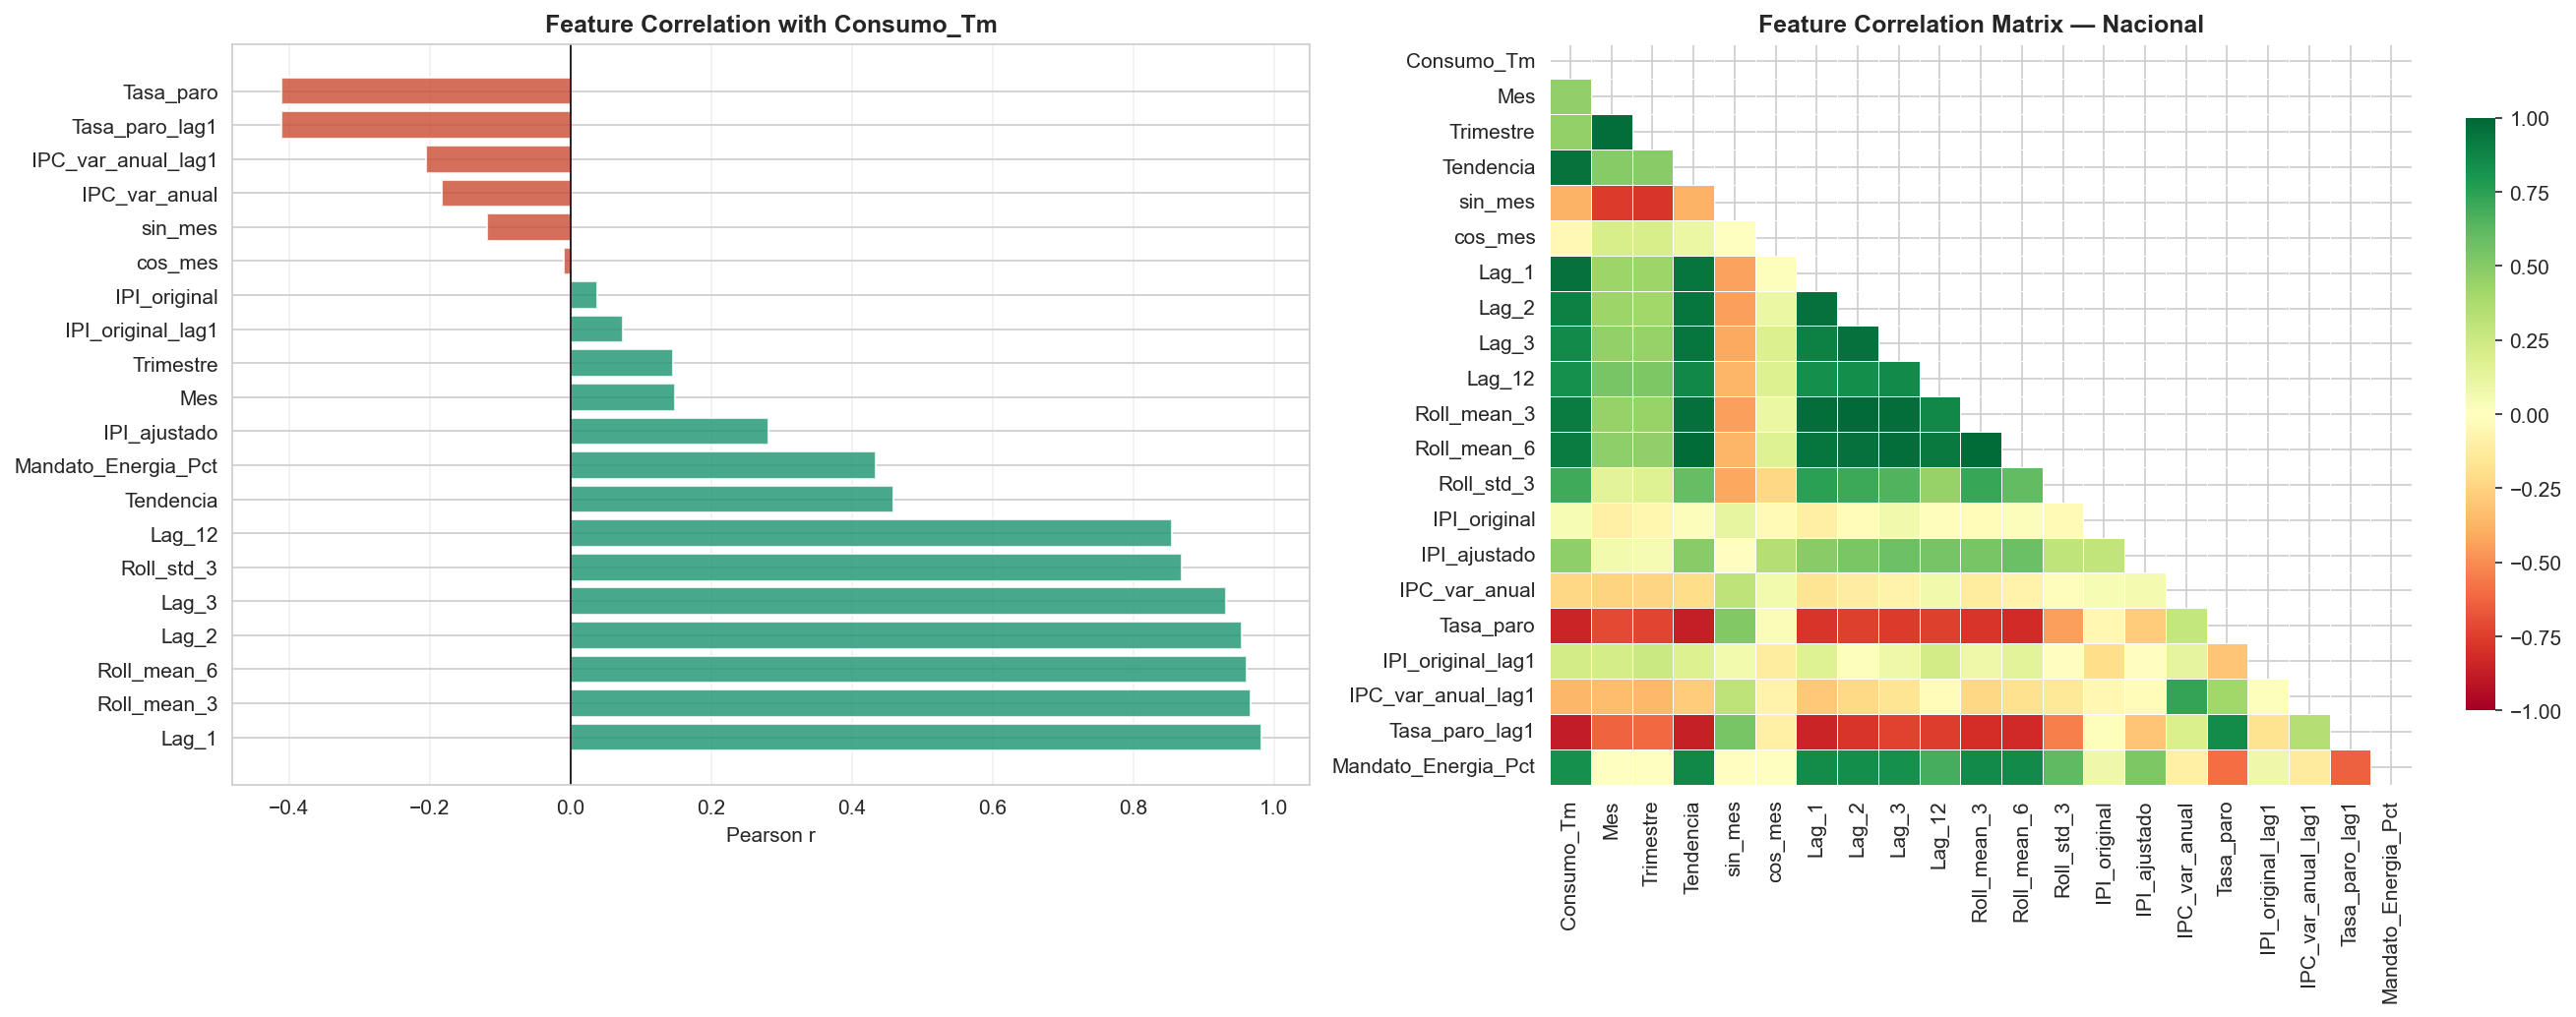 Feature Correlation with Consumo_Tm
Tasa_paro
Tasa_paro_lag1
IPC_var_anual_lag1
IPC_var_anual
sin_mes
cos_mes
IPI_original
IPI_original_lag1
Trimestre
Mes
IPI_ajustado
Mandato_Energia_Pct
Tendencia
Lag_12
Roll_std_3
Lag_3
Lag_2
Roll_mean_6
Roll_mean_3
Lag_1
−0.4 −0.2 0.0 0.2 0.4 0.6 0.8 1.0
Pearson r
Feature Correlation Matrix — Nacional
Consumo_Tm
Mes
Trimestre
Tendencia
sin_mes
cos_mes
Lag_1
Lag_2
Lag_3
Lag_12
Roll_mean_3
Roll_mean_6
Roll_std_3
IPI_original
IPI_ajustado
IPC_var_anual
Tasa_paro
IPI_original_lag1
IPC_var_anual_lag1
Tasa_paro_lag1
Mandato_Energia_Pct
Consumo_Tm
Mes
Trimestre
Tendencia
sin_mes
cos_mes
Lag_1
Lag_2
Lag_3
Lag_12
Roll_mean_3
Roll_mean_6
Roll_std_3
IPI_original
IPI_ajustado
IPC_var_anual
Tasa_paro
IPI_original_lag1
IPC_var_anual_lag1
Tasa_paro_lag1
Mandato_Energia_Pct
1.00
0.75
0.50
0.25
0.00
−0.25
−0.50
−0.75
−1.00